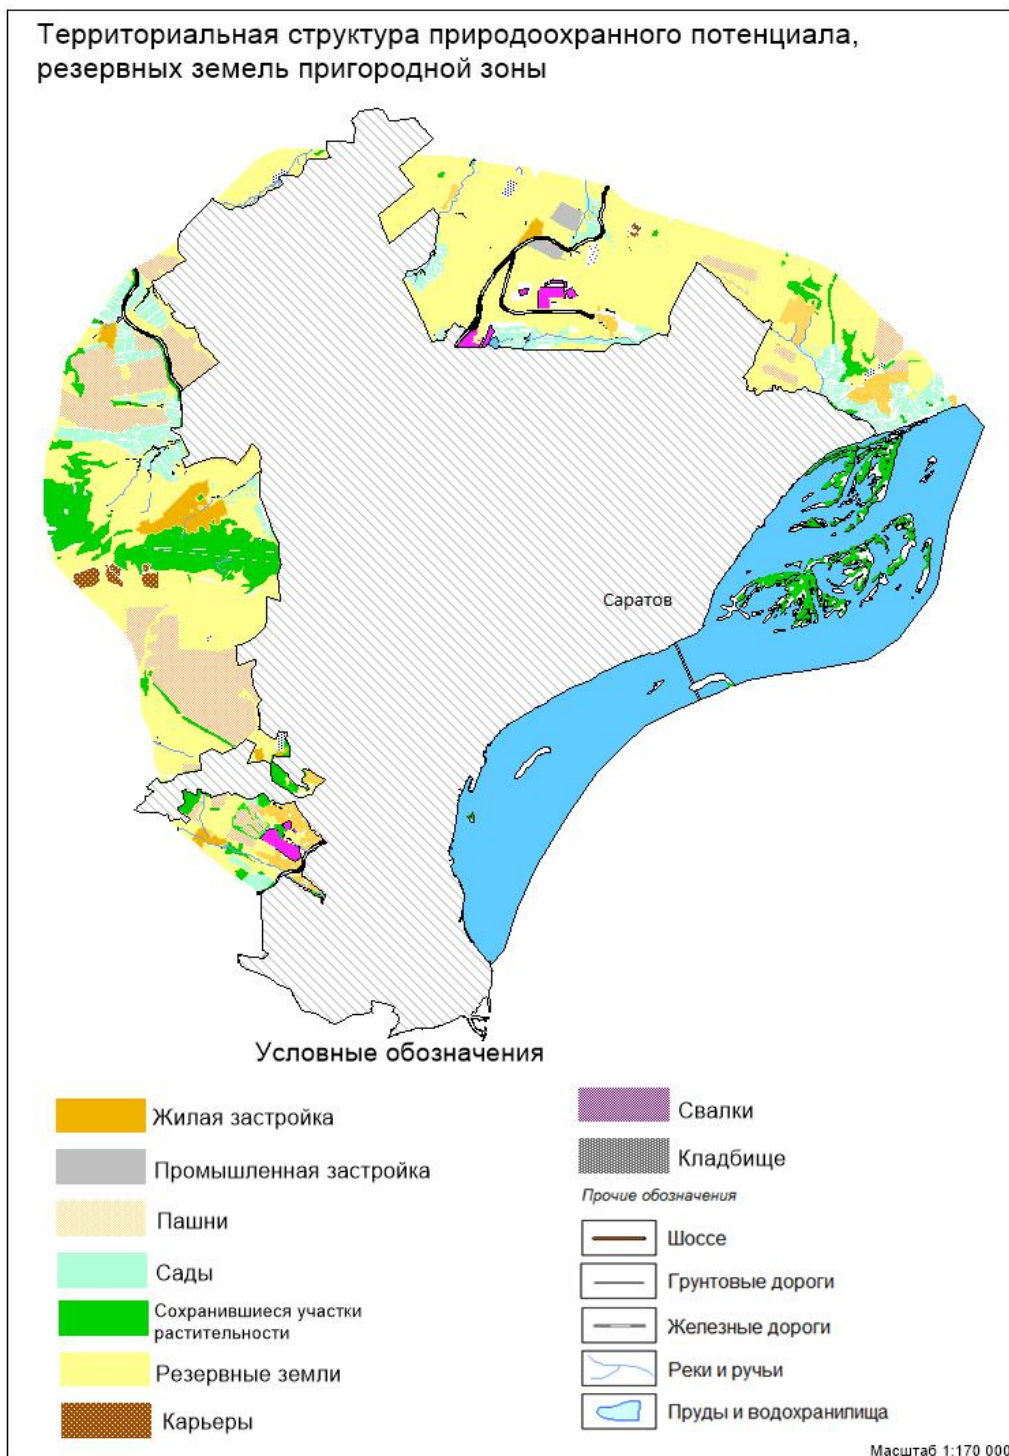 Территориальная структура природоохранного потенциала,
резервных земель пригородной зоны
Саратов
Условные обозначения
Жилая застройка
Промышленная застройка
Пашни
Сады
Сохранившиеся участки
растительности
Резервные земли
Карьеры
Свалки
Кладбище
Прочие обозначения
Шоссе
Грунтовые дороги
Железные дороги
Реки и ручьи
Пруды и водохранилища
Масштаб 1:170 000